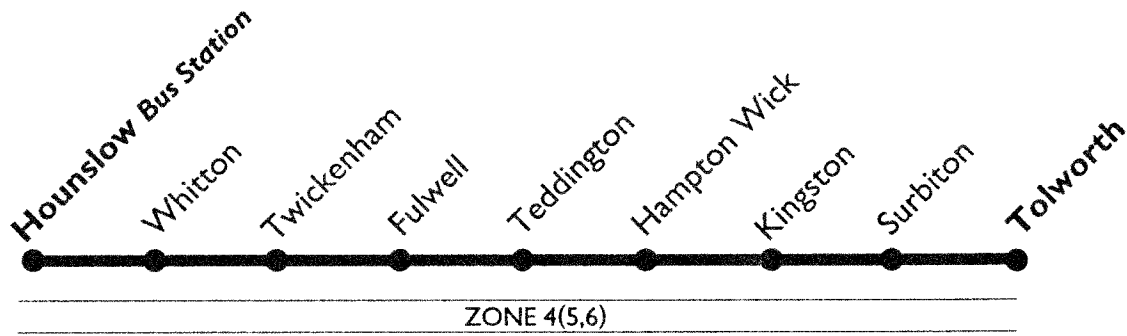 Hounslow Bus Station
Whitton
Twickenham
Fulwell
Teddington
Hampton Wick
Kingston
Surbiton
Tolworth
ZONE 4(5,6)